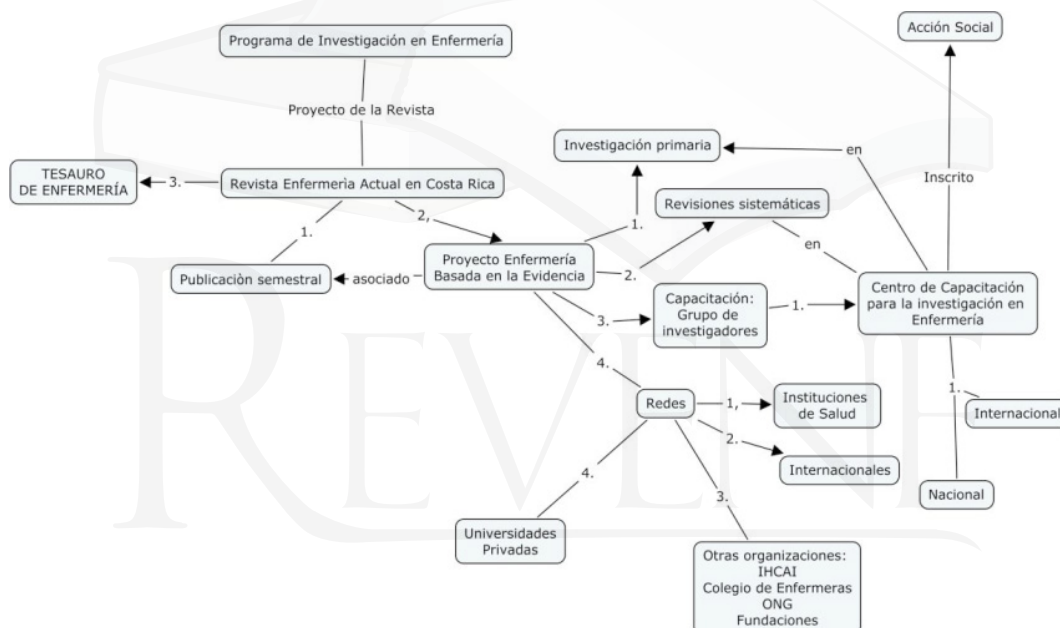 Programa de Investigación en Enfermería
Acción Social
Proyecto de la Revista
Investigación primaria
en
TESAURO
DE ENFERMERÍA
3.
Revista Enfermerìa Actual en Costa Rica
Inscrito
Revisiones sistemáticas
2,
1.
1.
en
Publicaciòn semestral
asociado
Proyecto Enfermería
Basada en la Evidencia
2.
Capacitación:
Grupo de
investigadores
1.
Centro de Capacitación
para la investigación en
Enfermería
3.
4.
Redes
1,
Instituciones
de Salud
1.
Internacional
2.
Internacionales
4.
3.
Nacional
Universidades
Privadas
Otras organizaciones:
IHCAI
Colegio de Enfermeras
ONG
Fundaciones
REVENF